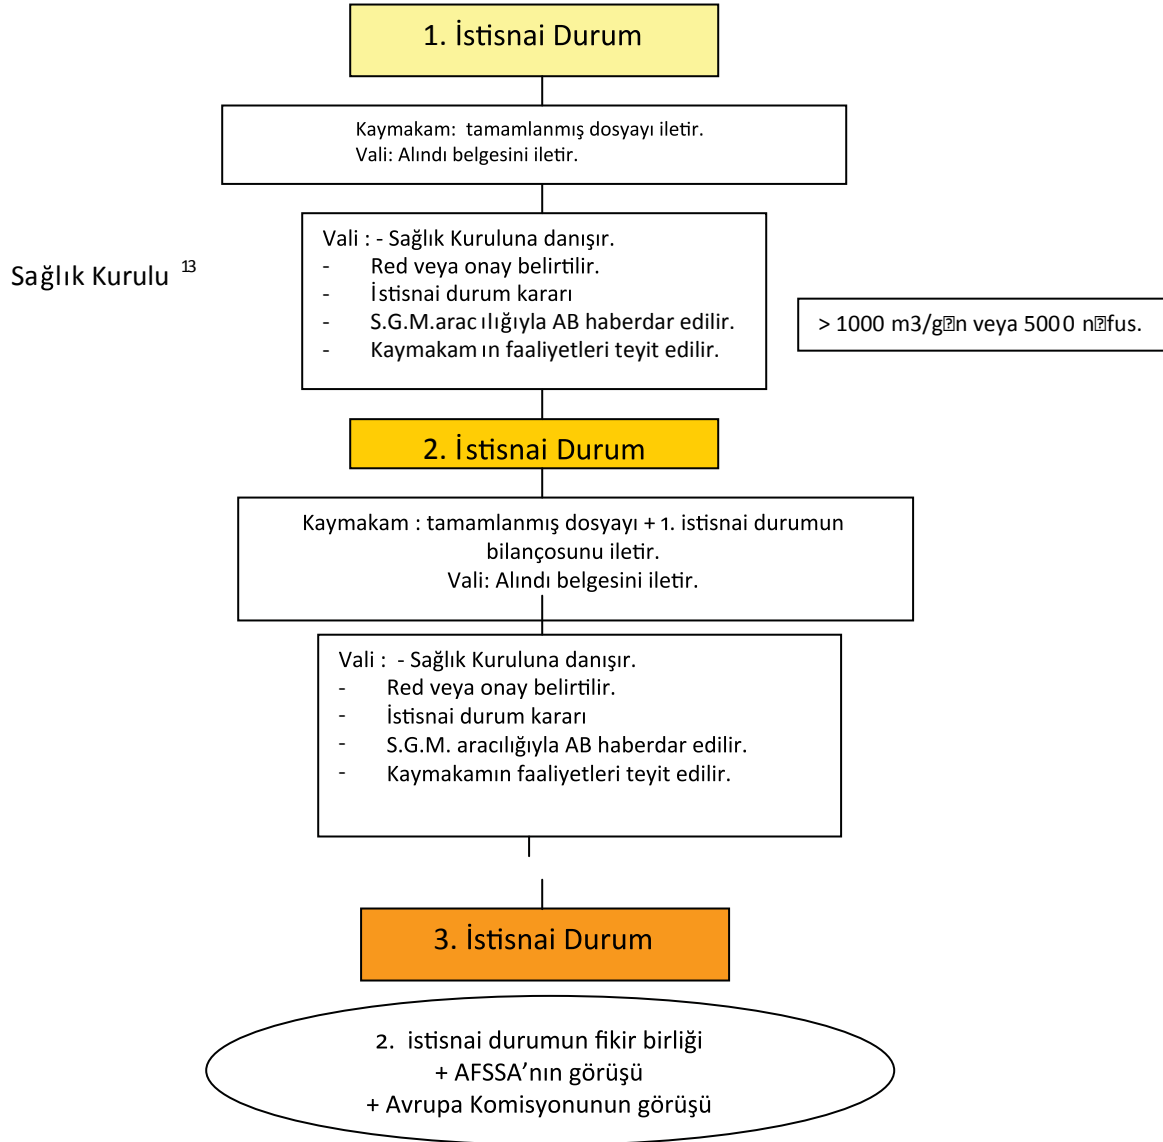 1. İstisnai Durum
Kaymakam: tamamlanmış dosyayı iletir.
Vali: Alındı belgesini iletir.
Sağlık Kurulu 13
Vali : - Sağlık Kuruluna danışır.
- Red veya onay belirtilir.
- İstisnai durum kararı
- S.G.M.aracılığıyla AB haberdar edilir.
- Kaymakamın faaliyetleri teyit edilir.
> 1000 m3/g�n veya 5000 n�fus.
2. İstisnai Durum
Kaymakam : tamamlanmış dosyayı + 1. istisnai durumun
bilançosunu iletir.
Vali: Alındı belgesini iletir.
Vali : - Sağlık Kuruluna danışır.
- Red veya onay belirtilir.
- İstisnai durum kararı
- S.G.M. aracılığıyla AB haberdar edilir.
- Kaymakamın faaliyetleri teyit edilir.
3. İstisnai Durum
2. istisnai durumun fikir birliği
+ AFSSA’nın görüşü
+ Avrupa Komisyonunun görüşü